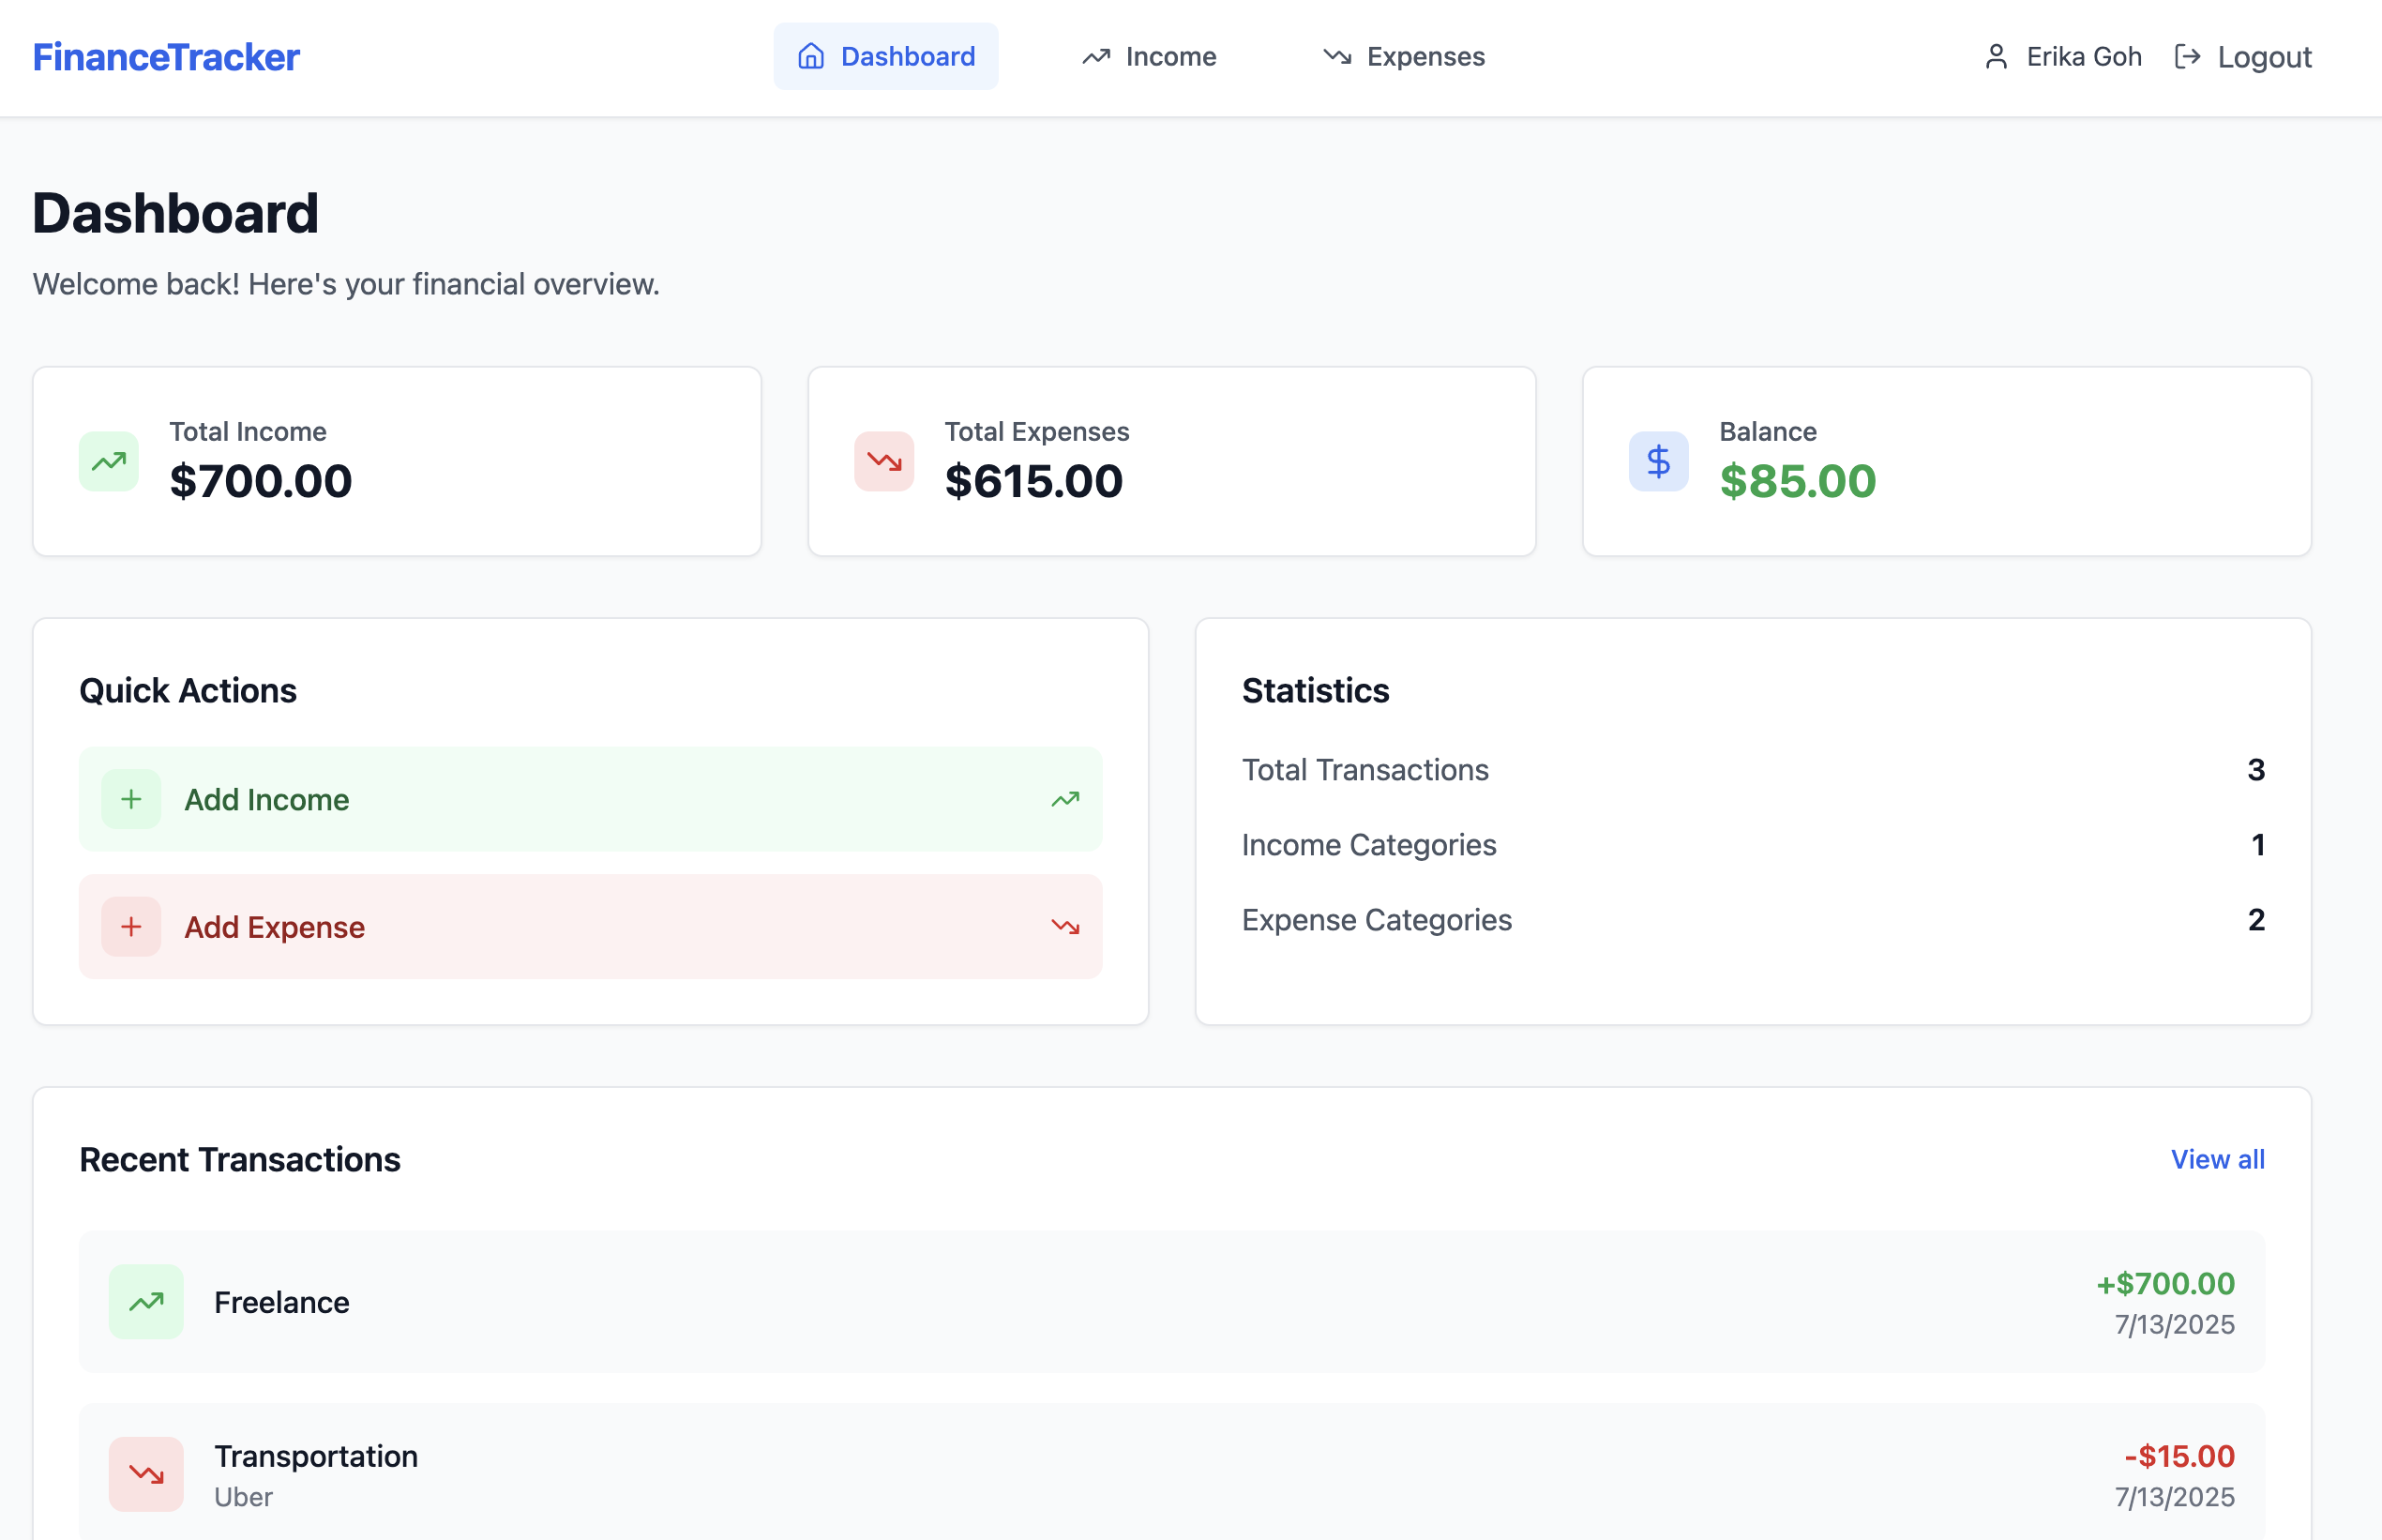 FinanceTracker
Dashboard
Income
Expenses
Erika Goh
Logout
Dashboard
Welcome back! Here's your financial overview.
Total Income
$700.00
Total Expenses
$615.00
Balance
$85.00
Quick Actions
Add Income
Add Expense
Statistics
Total Transactions 3
Income Categories 1
Expense Categories 2
Recent Transactions
View all
Freelance
+$700.00
7/13/2025
Transportation
Uber
-$15.00
7/13/2025